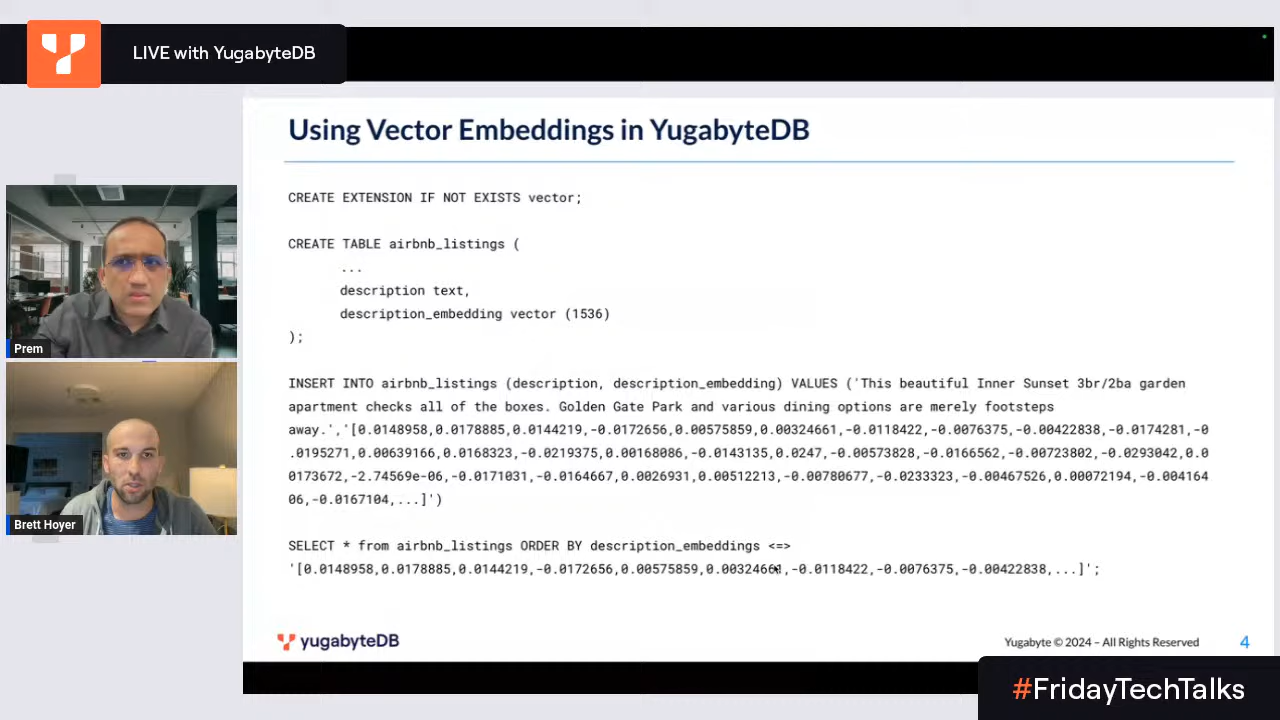 LIVE with YugabyteDB
Using Vector Embeddings in YugabyteDB
CREATE EXTENSION IF NOT EXISTS vector;
CREATE TABLE airbnb_listings (
...
description text,
description_embedding vector (1536)
);
INSERT INTO airbnb_listings (description, description_embedding) VALUES ('This beautiful Inner Sunset 3br/2ba garden
apartment checks all of the boxes. Golden Gate Park and various dining options are merely footsteps
away.','[0.0148958,0.0178885,0.0144219,-0.0172656,0.00575859,0.00324661,-0.0118422,-0.0076375,-0.00422838,-0.0174281,-0
.0195271,0.00639166,0.0168323,-0.0219375,0.00168086,-0.0143135,0.0247,-0.00573828,-0.0166562,-0.00723802,-0.0293042,0.0
0173672,-2.74569e-06,-0.0171031,-0.0164667,0.0026931,0.00512213,-0.00780677,-0.0233323,-0.00467526,0.00072194,-0.004164
06,-0.0167104,...]')
SELECT * from airbnb_listings ORDER BY description_embeddings <=>
'[0.0148958,0.0178885,0.0144219,-0.0172656,0.00575859,0.00324661,-0.0118422,-0.0076375,-0.00422838,...]';
yugabyteDB
Yugabyte © 2024 – All Rights Reserved
4
Prem
Brett Hoyer
#FridayTechTalks